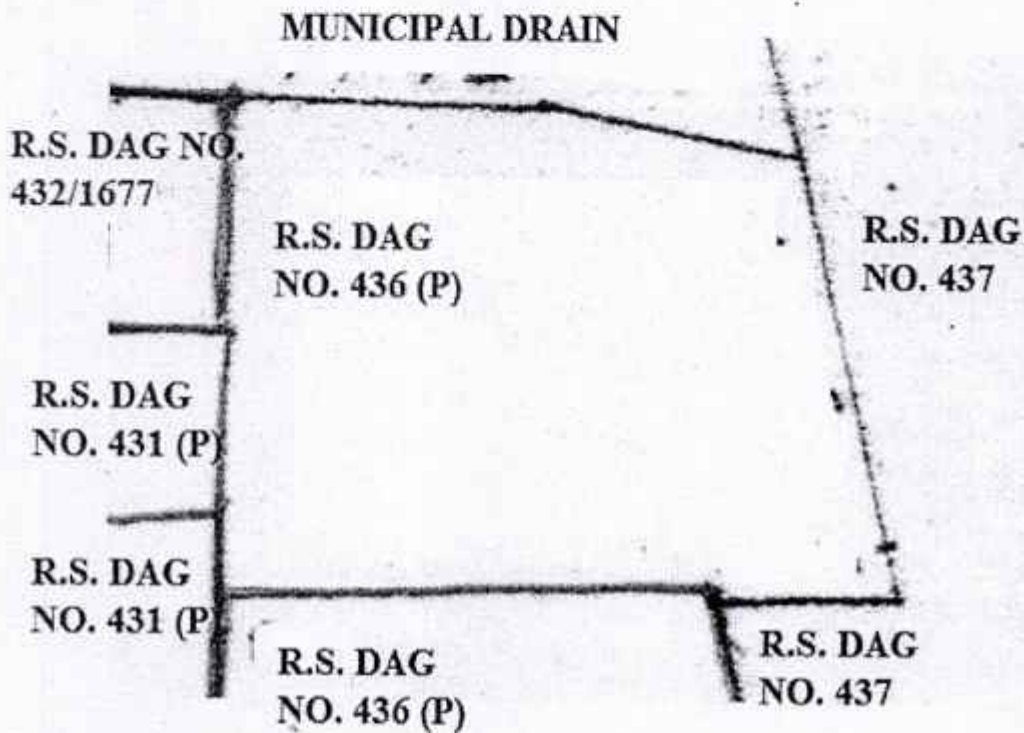 MUNICIPAL DRAIN
R.S. DAG NO.
432/1677
R.S. DAG
NO. 436 (P)
R.S. DAG
NO. 437
R.S. DAG
NO. 431 (P)
R.S. DAG
NO. 431 (P)
R.S. DAG
NO. 436 (P)
R.S. DAG
NO. 437